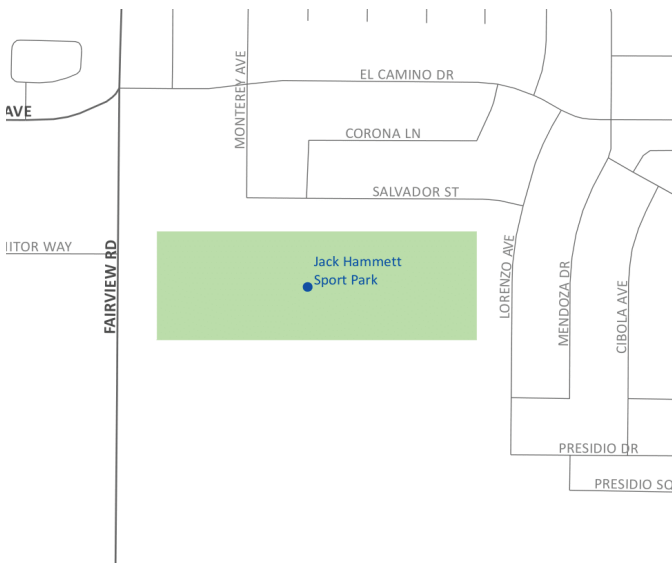 EL CAMINO DR
MONTEREY AVE
AVE
CORONA LN
SALVADOR ST
ITOR WAY
FAIRVIEW RD
Jack Hammett
Sport Park
LORENZO AVE
MENDOZA DR
CIBOLA AVE
PRESIDIO DR
PRESIDIO SQ